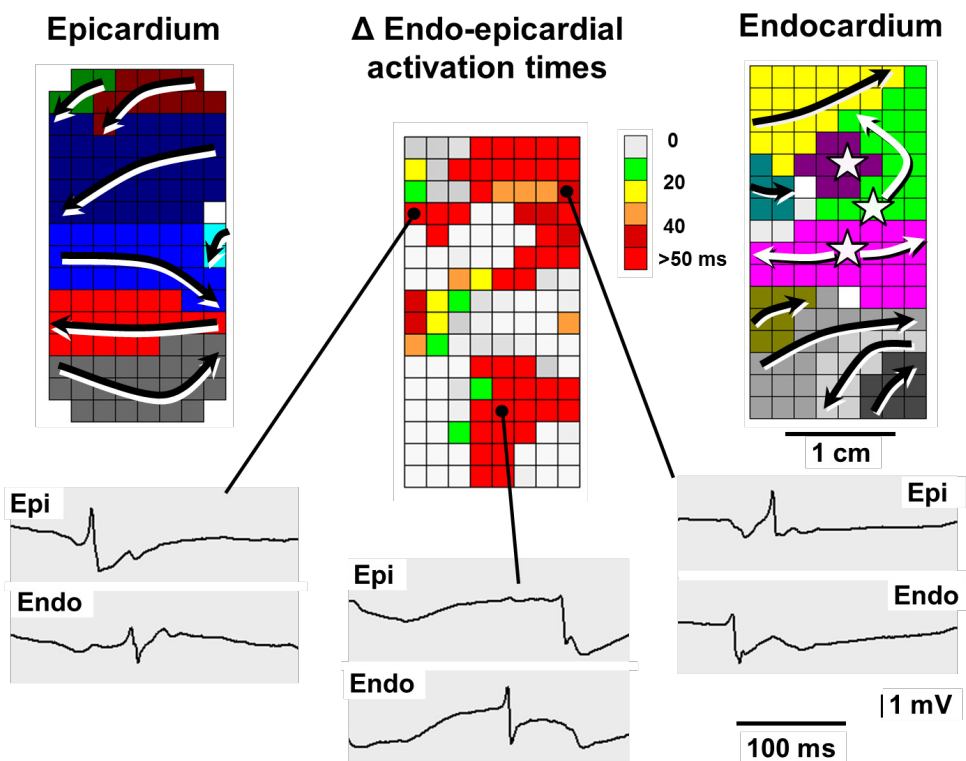 Epicardium
Δ Endo-epicardial
activation times
Endocardium
0
20
40
>50 ms
1 cm
Epi
Endo
Epi
Endo
Epi
Endo
1 mV
100 ms